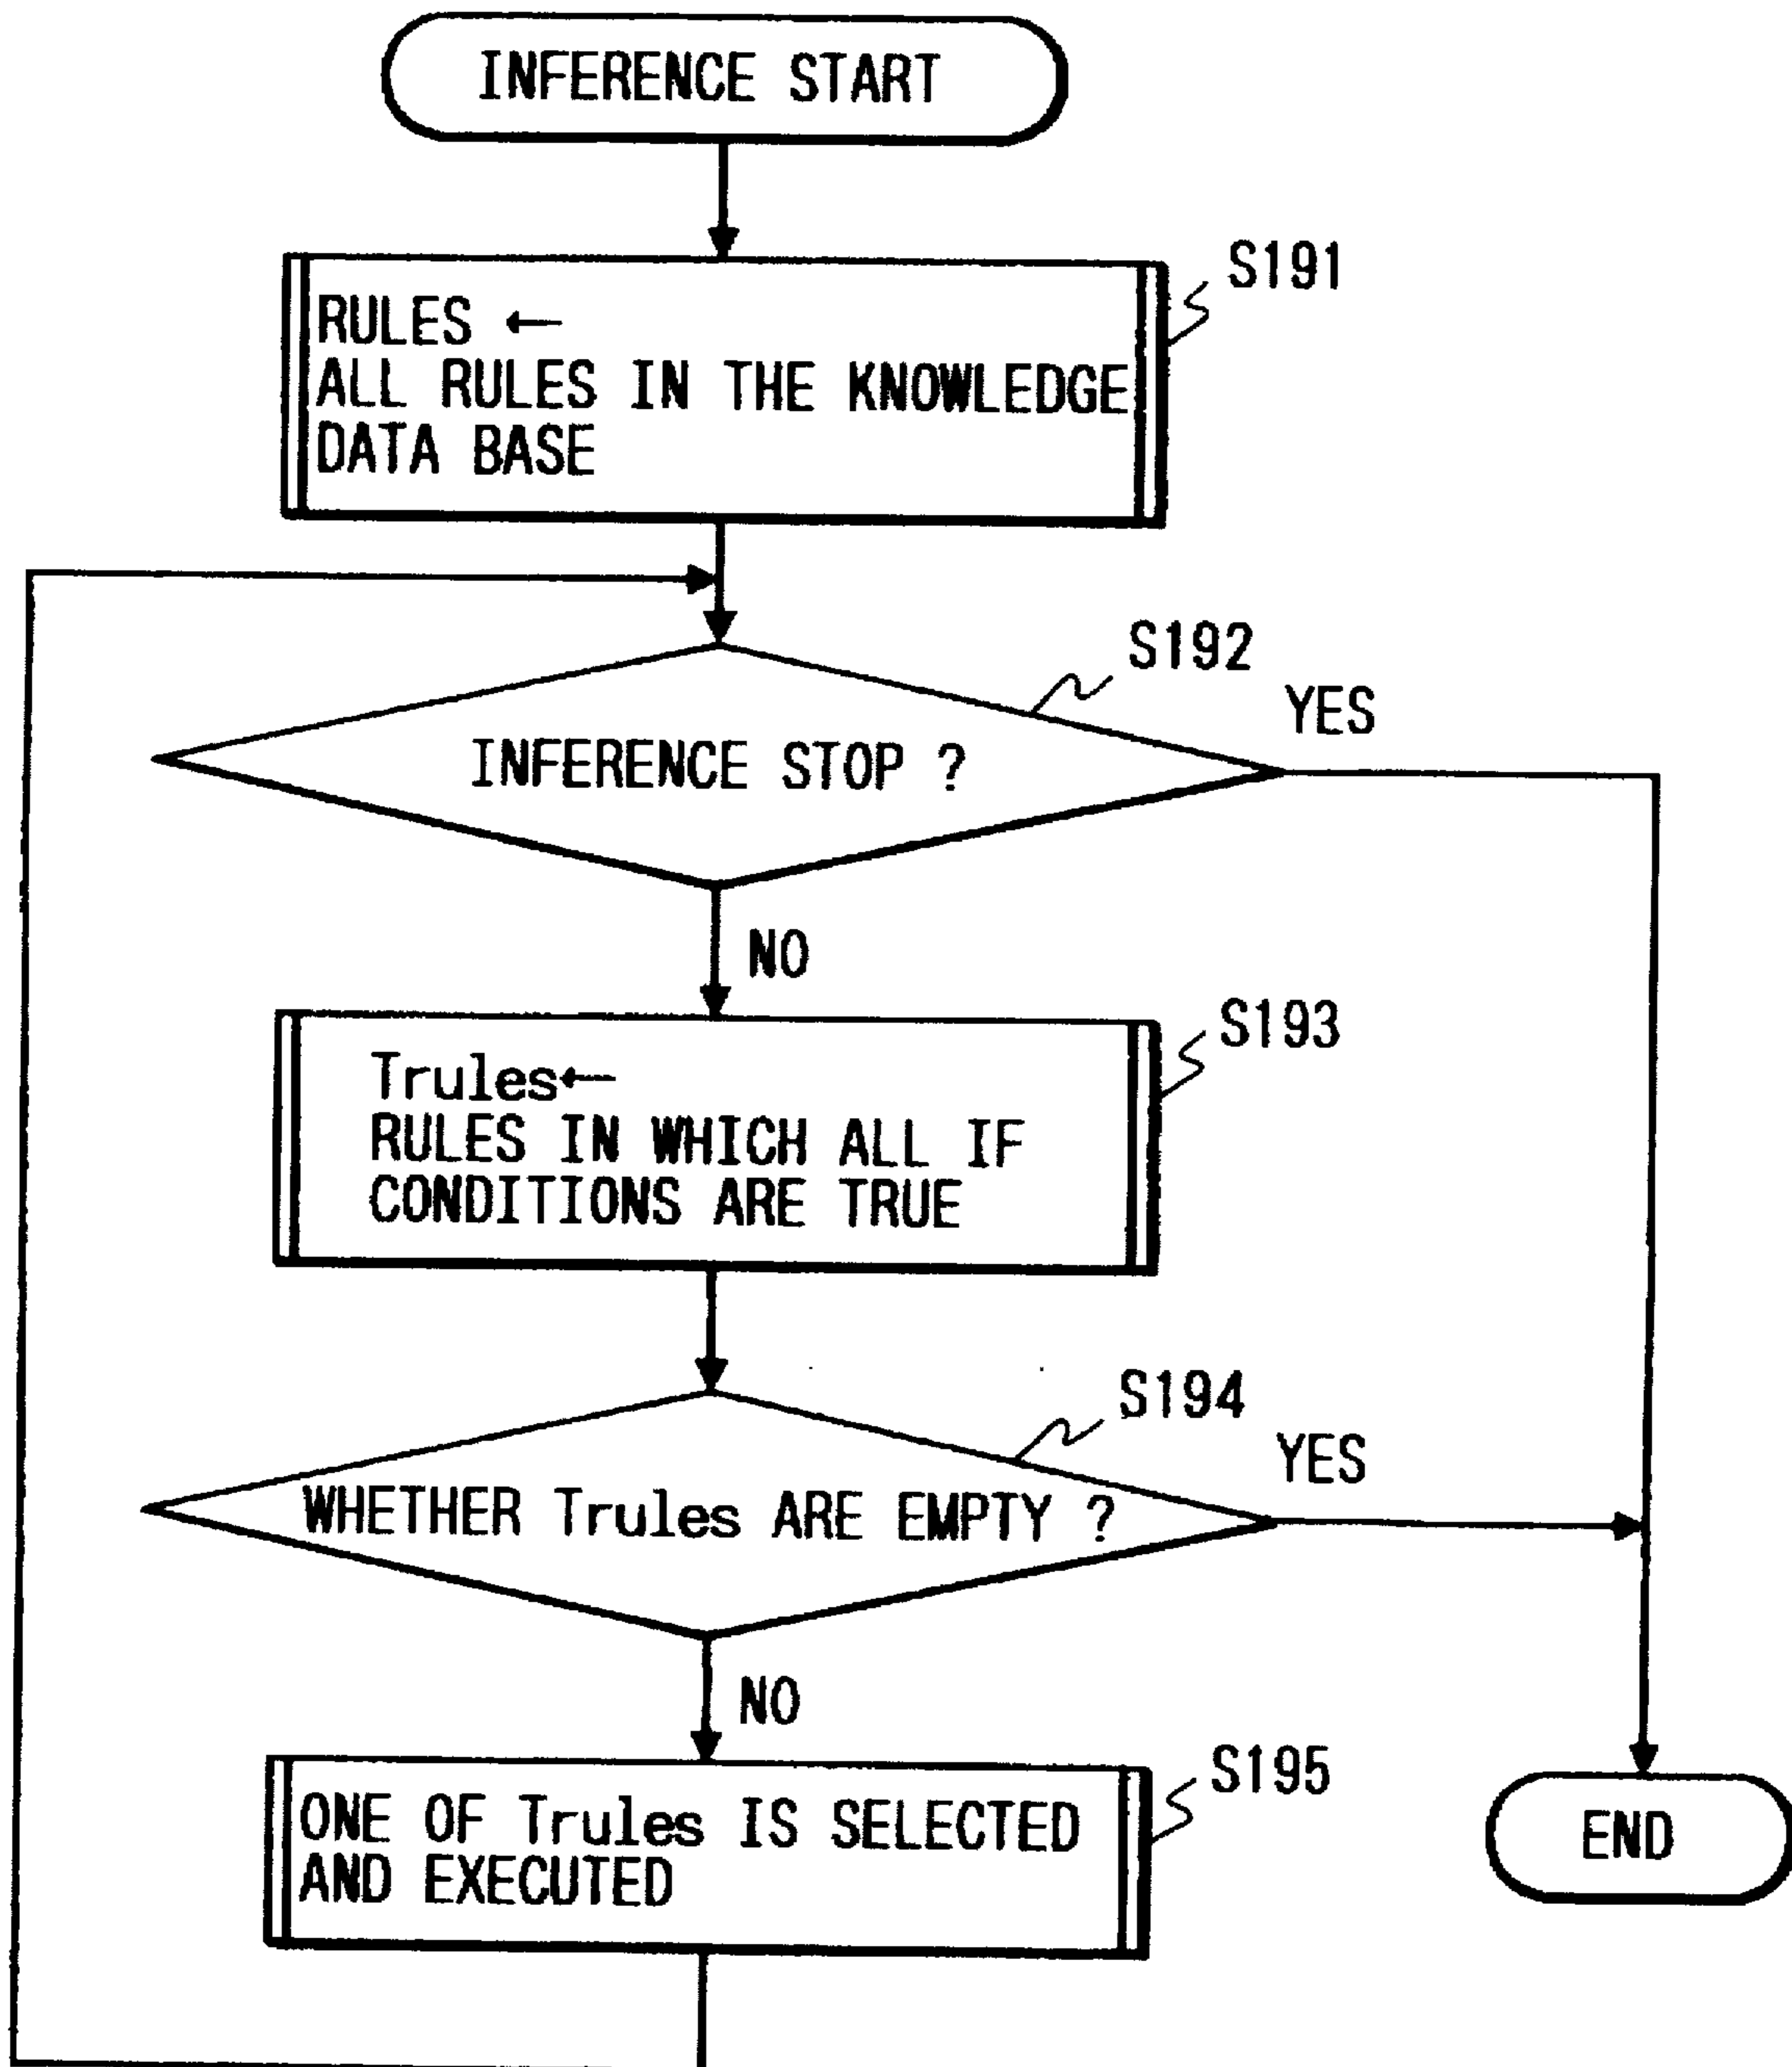 INFERENCE START
S191
RULES ←
ALL RULES IN THE KNOWLEDGE
DATA BASE
S192
YES
INFERENCE STOP ?
NO
S193
Trules←
RULES IN WHICH ALL IF
CONDITIONS ARE TRUE
S194
YES
WHETHER Trules ARE EMPTY ?
NO
S195
ONE OF Trules IS SELECTED
AND EXECUTED
END